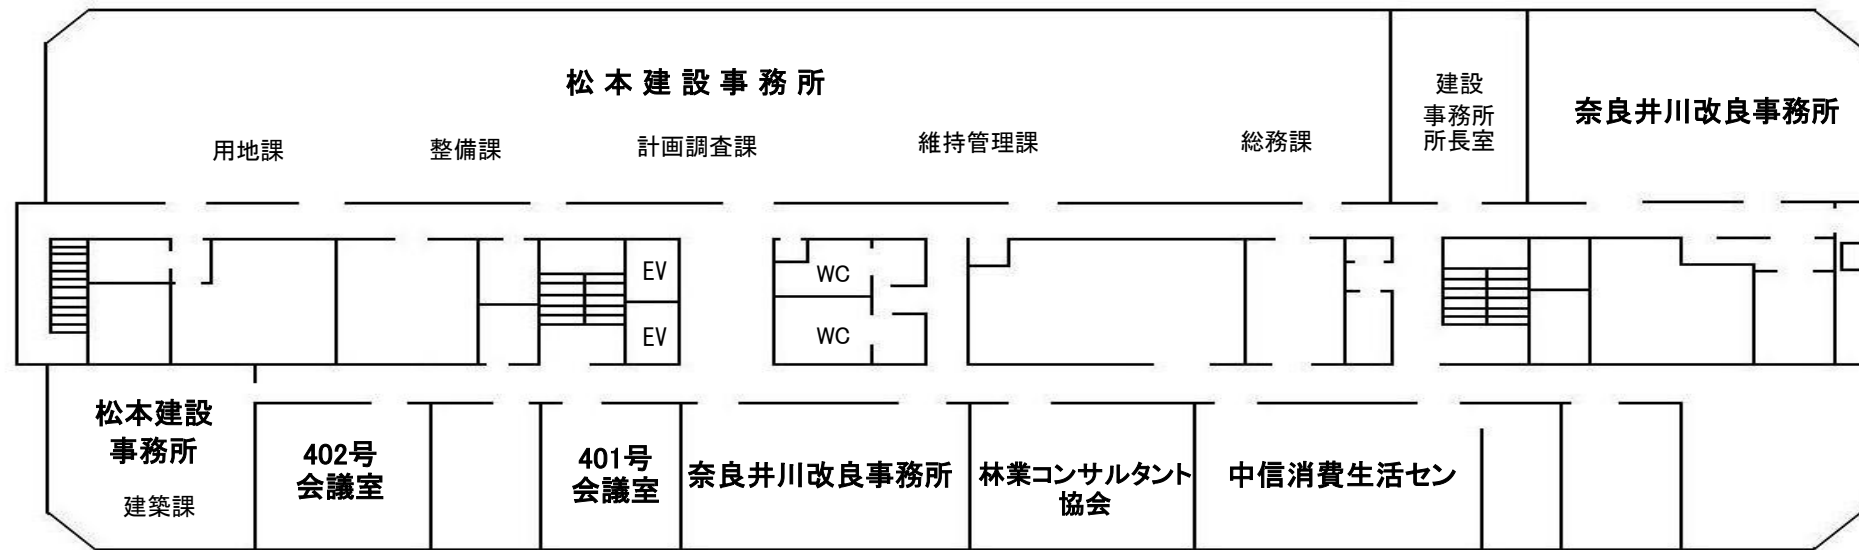 松本建設事務所
用地課
整備課
計画調査課
維持管理課
総務課
建設
事務所
所長室
奈良井川改良事務所
EV
EV
WC
WC
松本建設
事務所
建築課
402号
会議室
401号
会議室
奈良井川改良事務所
林業コンサルタント
協会
中信消費生活セン